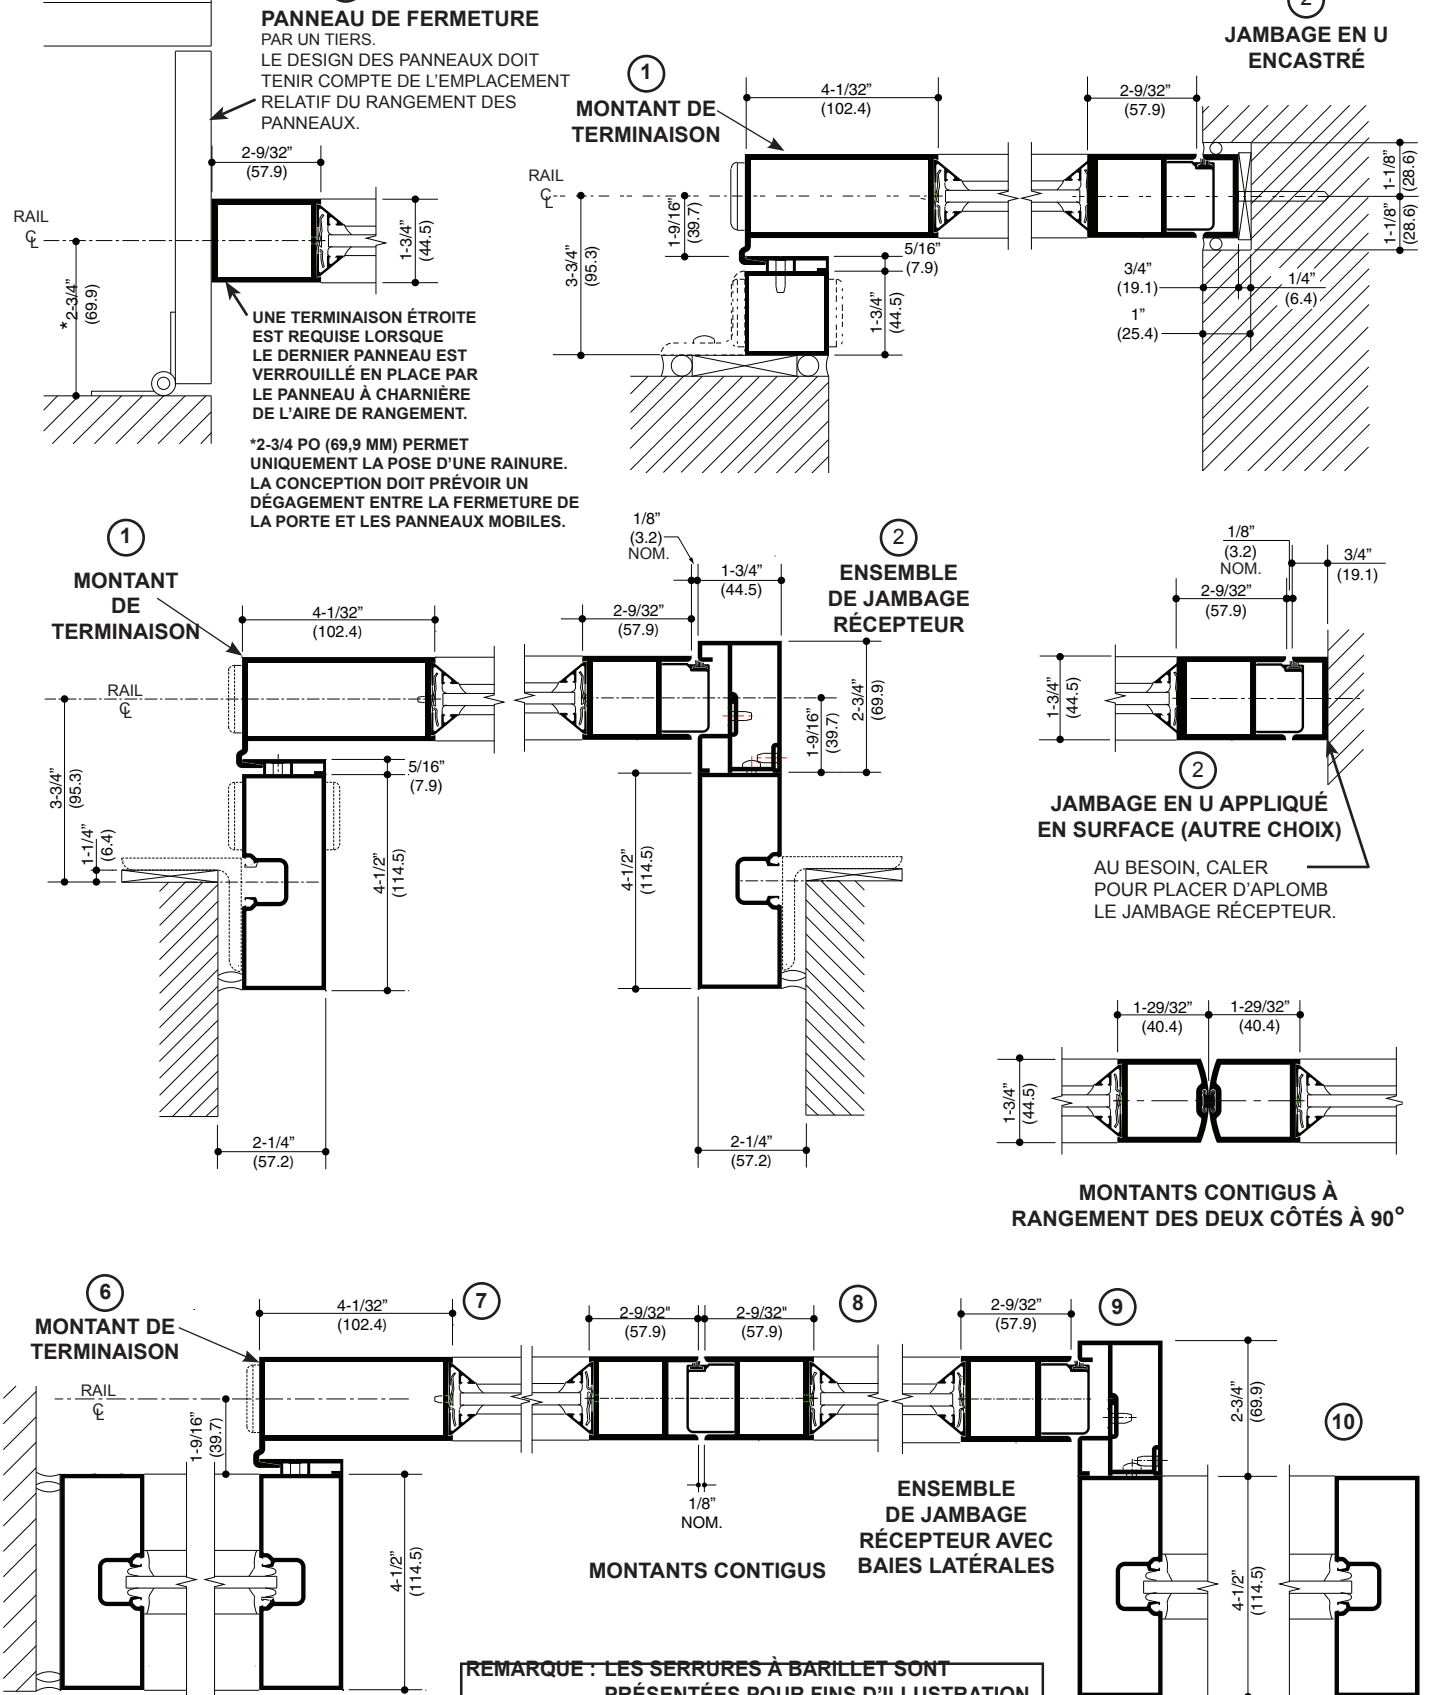 PANNEAU DE FERMETURE
PAR UN TIERS.
LE DESIGN DES PANNEAUX DOIT
TENIR COMPTE DE L'EMPLACEMENT
RELATIF DU RANGEMENT DES
PANNEAUX.
2-9/32"
(57.9)
RAIL
1-3/4"
(44.5)
*2-3/4"
(69.9)
UNE TERMINAISON ÉTROITE
EST REQUISE LORSQUE
LE DERNIER PANNEAU EST
VERROUILLÉ EN PLACE PAR
LE PANNEAU À CHARNIÈRE
DE L'AIRE DE RANGEMENT.
*2-3/4 PO (69,9 MM) PERMET
UNIQUEMENT LA POSE D'UNE RAINURE.
LA CONCEPTION DOIT PRÉVOIR UN
DÉGAGEMENT ENTRE LA FERMETURE DE
LA PORTE ET LES PANNEAUX MOBILES.
1
MONTANT DE
TERMINAISON
4-1/32"
(102.4)
2-9/32"
(57.9)
2
JAMBAGE EN U
ENCASTRÉ
RAIL
1-9/16"
(39.7)
3-3/4"
(95.3)
5/16"
(7.9)
1-3/4"
(44.5)
1-1/8"
(28.6)
1-1/8"
(28.6)
3/4"
(19.1)
1/4"
(6.4)
1"
(25.4)
1
MONTANT
DE
TERMINAISON
4-1/32"
(102.4)
2-9/32"
(57.9)
1/8"
(3.2)
NOM.
1-3/4"
(44.5)
2
ENSEMBLE
DE JAMBAGE
RÉCEPTEUR
RAIL
3-3/4"
(95.3)
1-1/4"
(6.4)
5/16"
(7.9)
4-1/2"
(114.5)
1-9/16"
(39.7)
2-3/4"
(69.9)
4-1/2"
(114.5)
2-1/4"
(57.2)
2-1/4"
(57.2)
1/8"
(3.2)
NOM.
3/4"
(19.1)
2-9/32"
(57.9)
1-3/4"
(44.5)
2
JAMBAGE EN U APPLIQUÉ
EN SURFACE (AUTRE CHOIX)
AU BESOIN, CALER
POUR PLACER D'APLOMB
LE JAMBAGE RÉCEPTEUR.
1-29/32"
(40.4)
1-29/32"
(40.4)
1-3/4"
(44.5)
MONTANTS CONTIGUS À
RANGEMENT DES DEUX CÔTÉS À 90°
6
MONTANT DE
TERMINAISON
4-1/32"
(102.4)
7
2-9/32"
(57.9)
2-9/32"
(57.9)
8
2-9/32"
(57.9)
9
RAIL
1-9/16"
(39.7)
4-1/2"
(114.5)
1/8"
NOM.
MONTANTS CONTIGUS
ENSEMBLE
DE JAMBAGE
RÉCEPTEUR AVEC
BAIES LATÉRALES
2-3/4"
(69.9)
10
4-1/2"
(114.5)
REMARQUE : LES SERRURES À BARILLET SONT
PRÉSENTÉES POUR FINS D'ILLUSTRATION